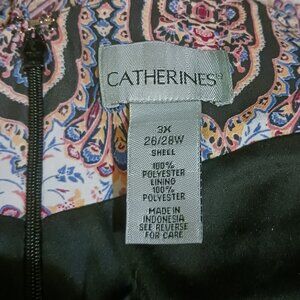 CATHERINES
3X
26/28W
SHELL
100%
POLYESTER
LINING
100%
POLYESTER
MADE IN
INDONESIA
SEE REVERSE
FOR CARE